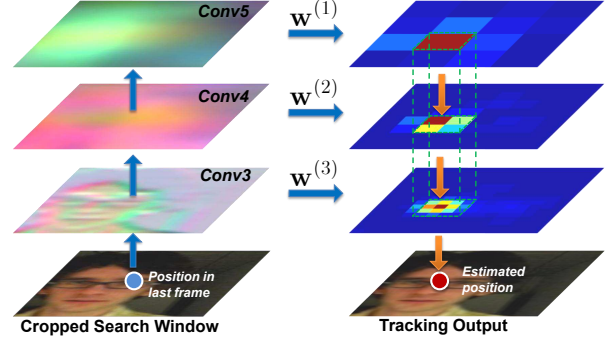 Conv5
w(1)
Conv4
w(2)
Conv3
w(3)
Position in
last frame
Estimated
position
Cropped Search Window
Tracking Output